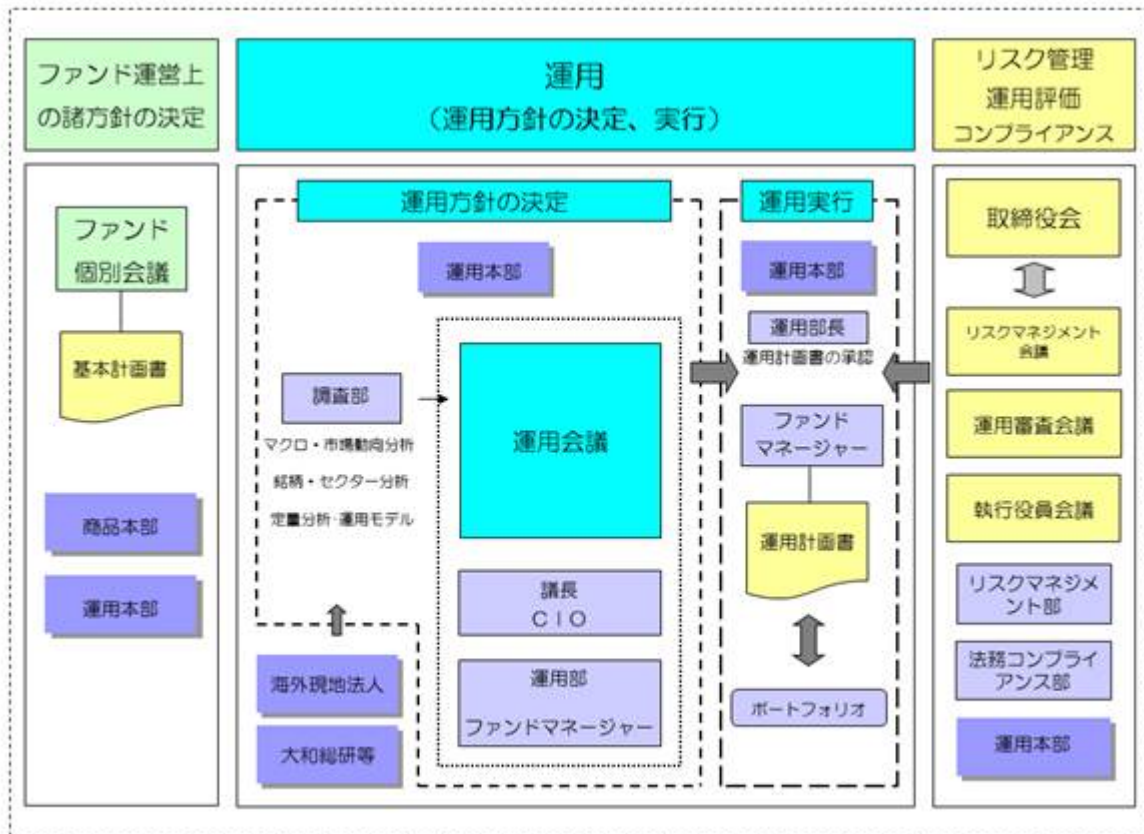 ファンド運営上
の諸方針の決定
運用
（運用方針の決定、実行）
リスク管理
運用評価
コンプライアンス
ファンド
個別会議
基本計画書
商品本部
運用本部
運用方針の決定
運用本部
調査部
マクロ・市場動向分析
銘柄・セクター分析
定量分析・運用モデル
海外現地法人
大和総研等
運用会議
議長
ＣＩＯ
運用部
ファンドマネージャー
運用実行
運用本部
運用部長
運用計画書の承認
ファンド
マネージャー
運用計画書
ポートフォリオ
取締役会
リスクマネジメント
会議
運用審査会議
執行役員会議
リスクマネジメ
ント部
法務コンプライ
アンス部
運用本部